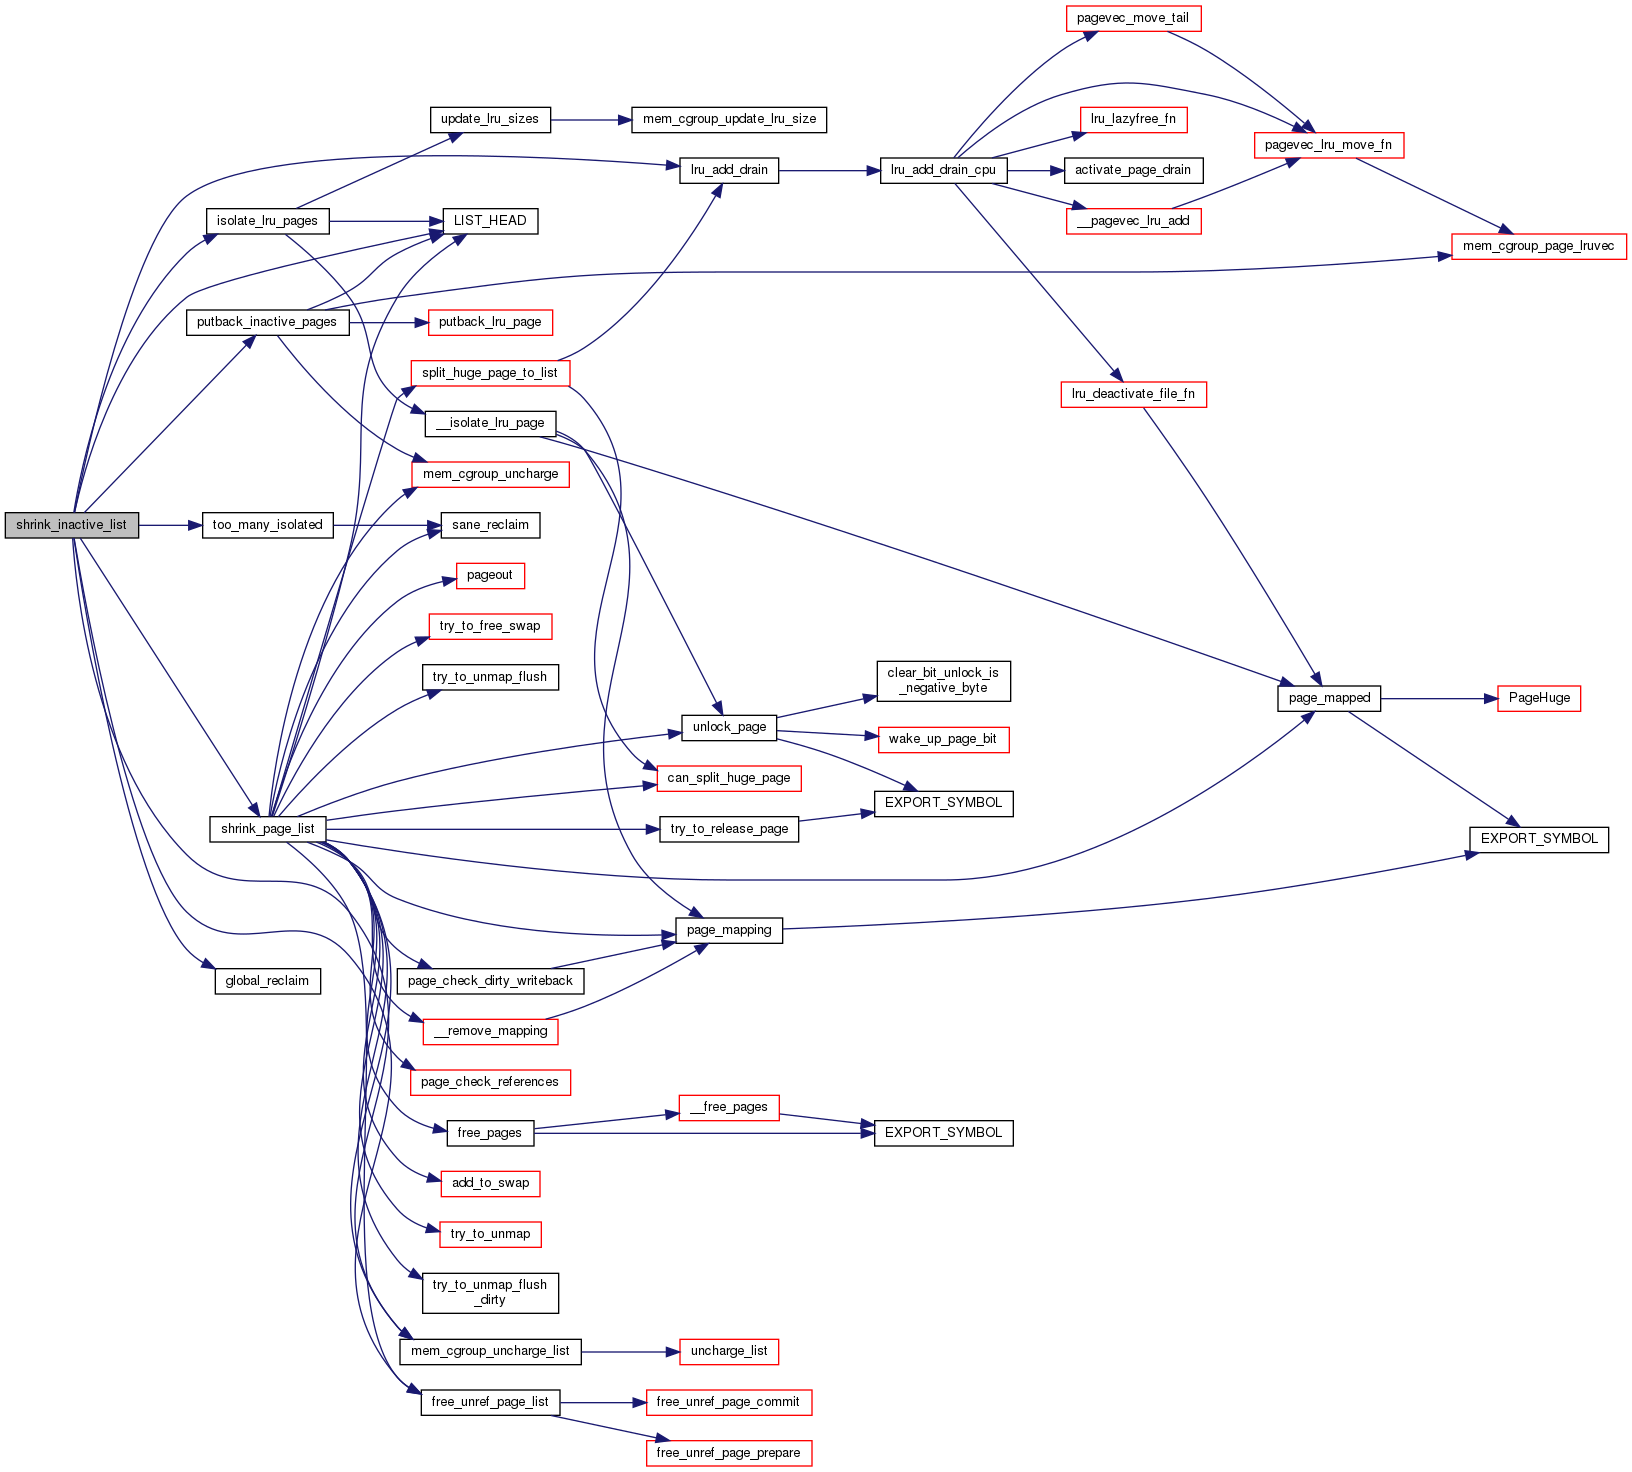 pagevec_move_tail
update_lru_sizes
mem_cgroup_update_lru_size
lru_lazyfree_fn
pagevec_lru_move_fn
lru_add_drain
lru_add_drain_cpu
activate_page_drain
isolate_lru_pages
LIST_HEAD
__pagevec_lru_add
mem_cgroup_page_lruvec
putback_inactive_pages
putback_lru_page
split_huge_page_to_list
lru_deactivate_file_fn
__isolate_lru_page
mem_cgroup_uncharge
shrink_inactive_list
too_many_isolated
sane_reclaim
pageout
try_to_free_swap
try_to_unmap_flush
clear_bit_unlock_is
_negative_byte
page_mapped
PageHuge
unlock_page
wake_up_page_bit
can_split_huge_page
EXPORT_SYMBOL
shrink_page_list
try_to_release_page
EXPORT_SYMBOL
page_mapping
global_reclaim
page_check_dirty_writeback
__remove_mapping
page_check_references
free_pages
__free_pages
EXPORT_SYMBOL
add_to_swap
try_to_unmap
try_to_unmap_flush
_dirty
mem_cgroup_uncharge_list
uncharge_list
free_unref_page_list
free_unref_page_commit
free_unref_page_prepare